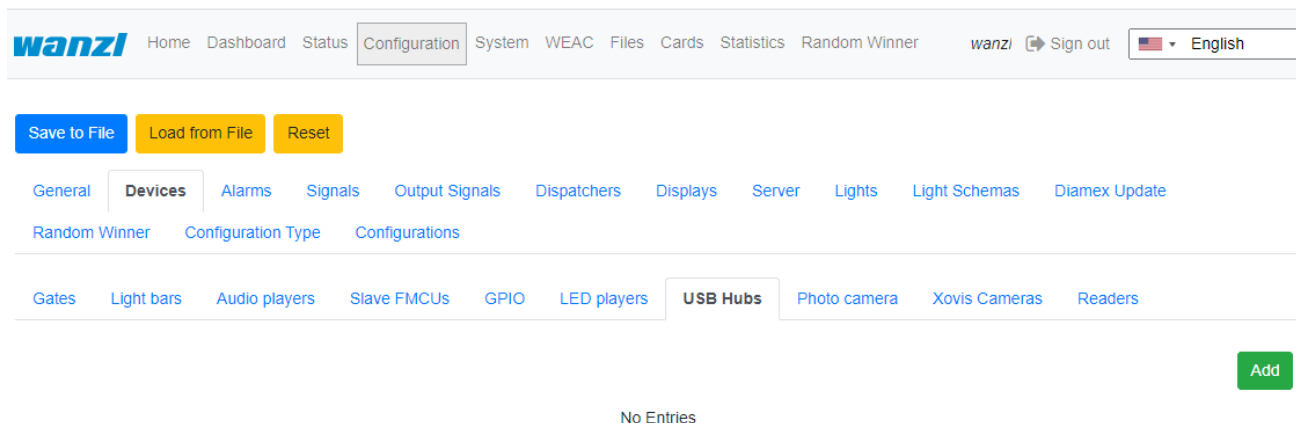 wanzl Home Dashboard Status Configuration System WEAC Files Cards Statistics Random Winner wanzl Sign out English
Save to File Load from File Reset
General Devices Alarms Signals Output Signals Dispatchers Displays Server Lights Light Schemas Diamex Update
Random Winner Configuration Type Configurations
Gates Light bars Audio players Slave FMCUs GPIO LED players USB Hubs Photo camera Xovis Cameras Readers
Add
No Entries